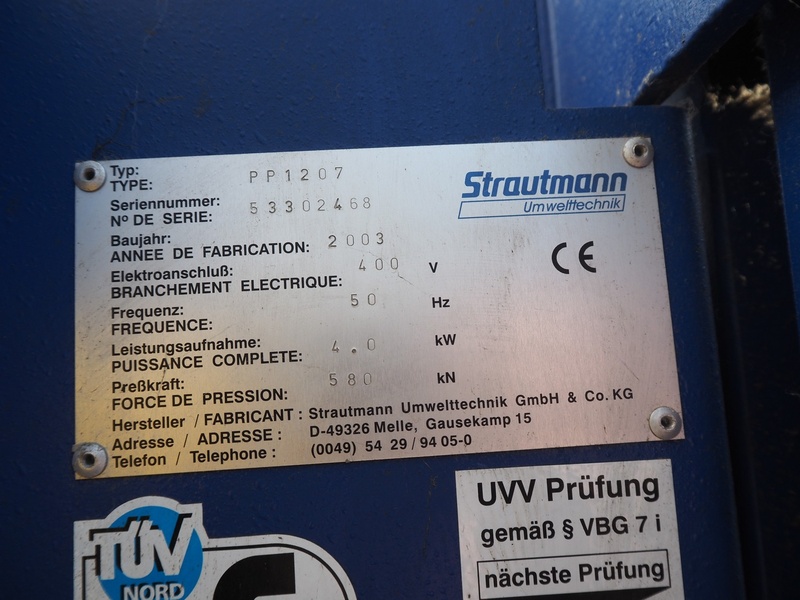 Typ: PP1207
TYPE:
Strautmann
Umwelttechnik
Seriennummer: 53302468
Nº DE SERIE:
Baujahr: 2003
ANNEE DE FABRICATION:
CE
Elektroanschluß: 400 V
BRANCHEMENT ELECTRIQUE:
Frequenz: 50 Hz
FREQUENCE:
Leistungsaufnahme: 4.0 kW
PUISSANCE COMPLETE:
Preßkraft: 580 kN
FORCE DE PRESSION:
Hersteller / FABRICANT : Strautmann Umwelttechnik GmbH & Co. KG
Adresse / ADRESSE : D-49326 Melle, Gausekamp 15
Telefon / Telephone : (0049) 54 29 / 94 05-0
TÜV
NORD
UVV Prüfung
gemäß § VBG 7 i
nächste Prüfung